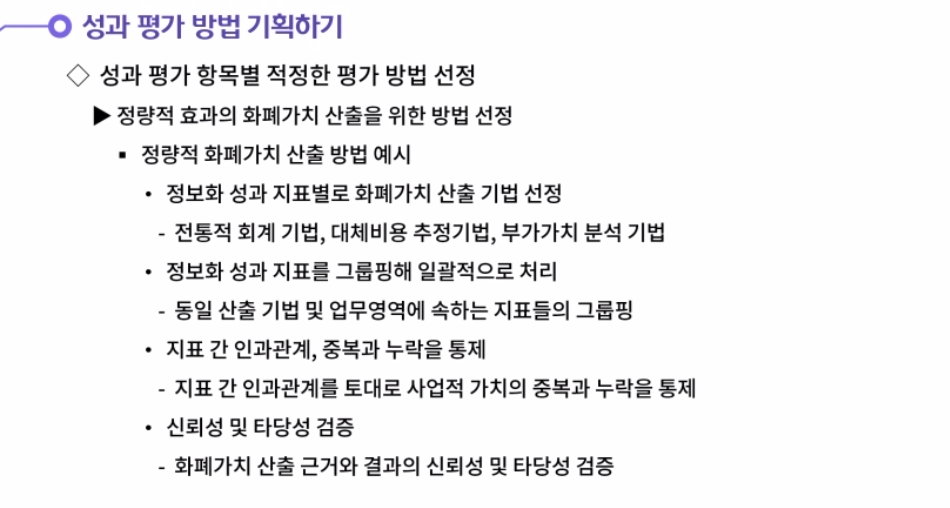 성과 평가 방법 기획하기
◇ 성과 평가 항목별 적정한 평가 방법 선정
▶ 정량적 효과의 화폐가치 산출을 위한 방법 선정
▪ 정량적 화폐가치 산출 방법 예시
• 정보화 성과 지표별로 화폐가치 산출 기법 선정
- 전통적 회계 기법, 대체비용 추정기법, 부가가치 분석 기법
• 정보화 성과 지표를 그룹핑해 일괄적으로 처리
- 동일 산출 기법 및 업무영역에 속하는 지표들의 그룹핑
• 지표 간 인과관계, 중복과 누락을 통제
- 지표 간 인과관계를 토대로 사업적 가치의 중복과 누락을 통제
• 신뢰성 및 타당성 검증
- 화폐가치 산출 근거와 결과의 신뢰성 및 타당성 검증